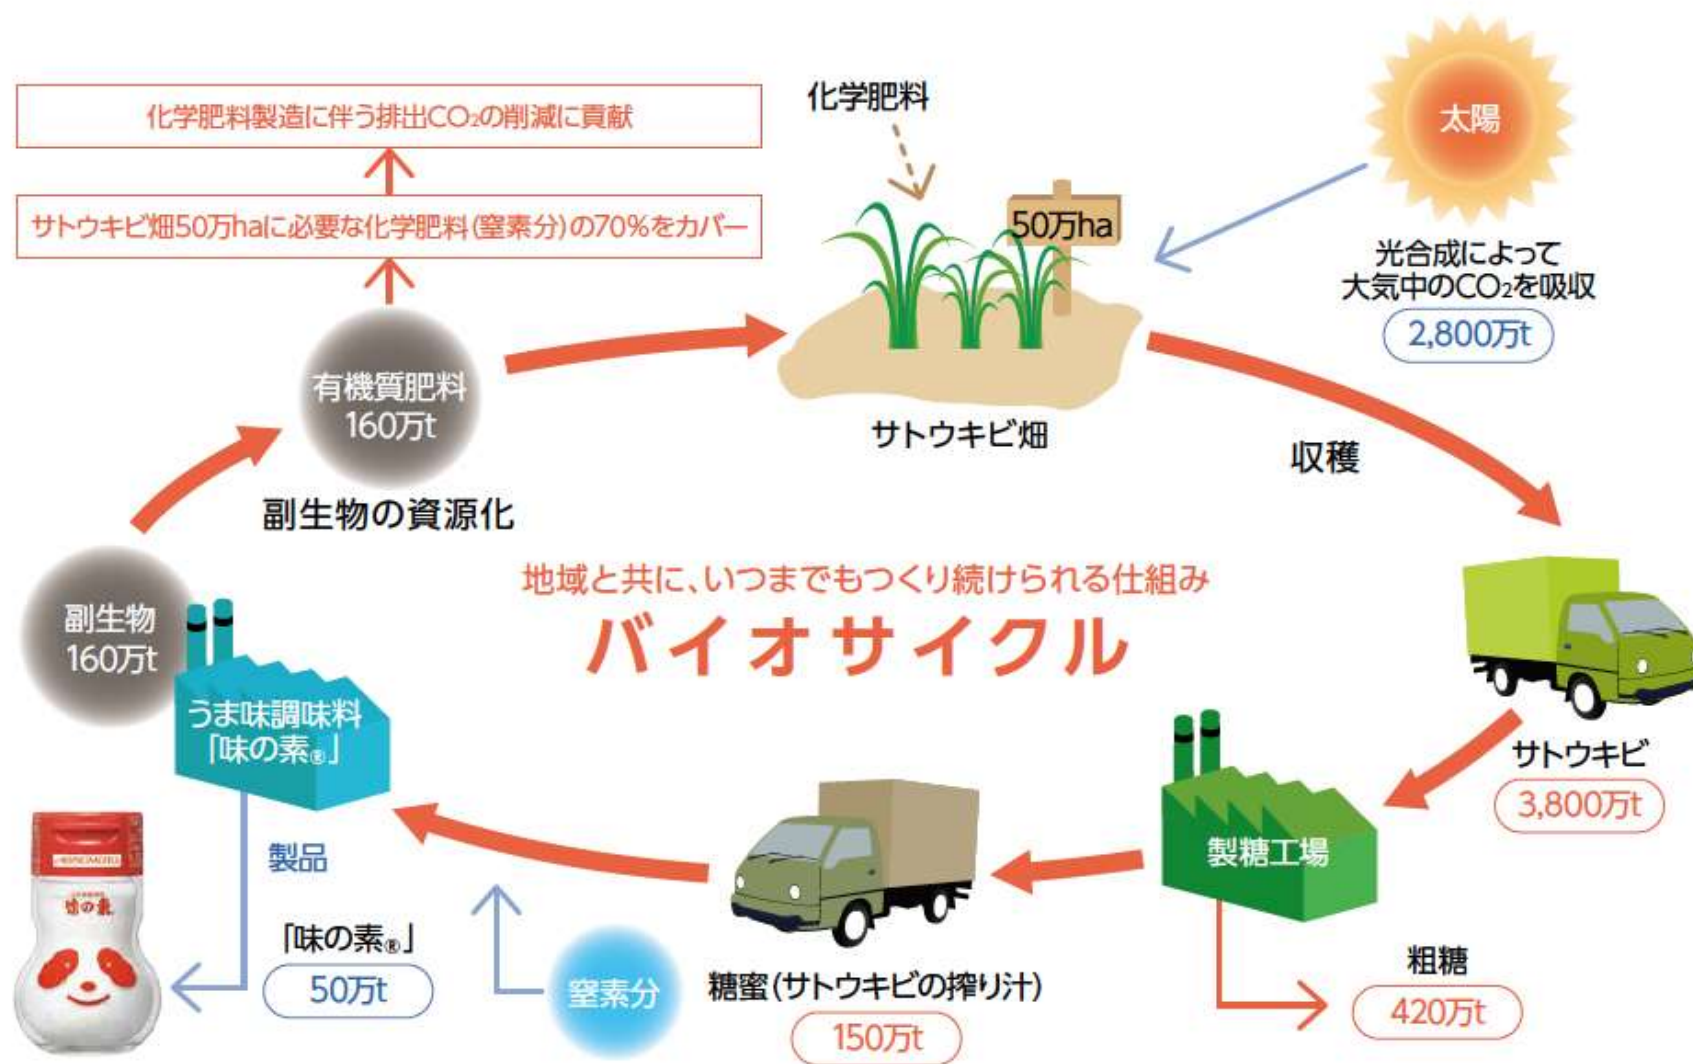 化学肥料製造に伴う排出CO₂の削減に貢献
サトウキビ畑50万haに必要な化学肥料(窒素分)の70%をカバー
化学肥料
50万ha
太陽
光合成によって
大気中のCO₂を吸収
2,800万t
有機質肥料
160万t
サトウキビ畑
収穫
副生物の資源化
地域と共に、いつまでもつくり続けられる仕組み
バイオサイクル
副生物
160万t
うま味調味料
「味の素®」
サトウキビ
3,800万t
製糖工場
製品
「味の素®」
50万t
窒素分
糖蜜(サトウキビの搾り汁)
150万t
粗糖
420万t
AJINOMOTO
味の素